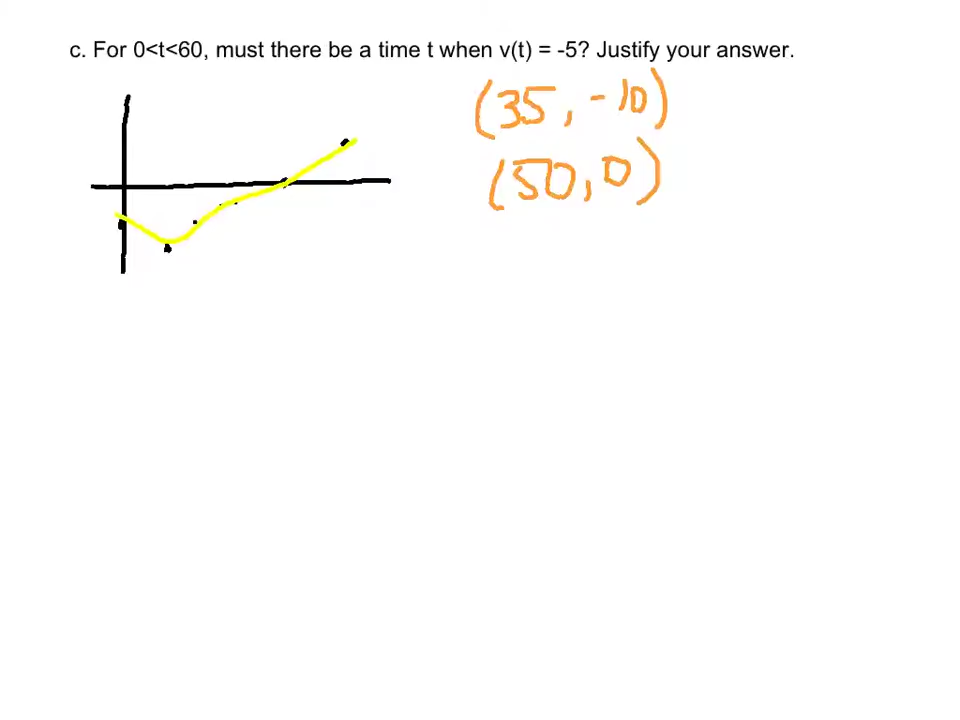 c. For 0<t<60, must there be a time t when v(t) = -5? Justify your answer.
(35, -10)
(50, 0)